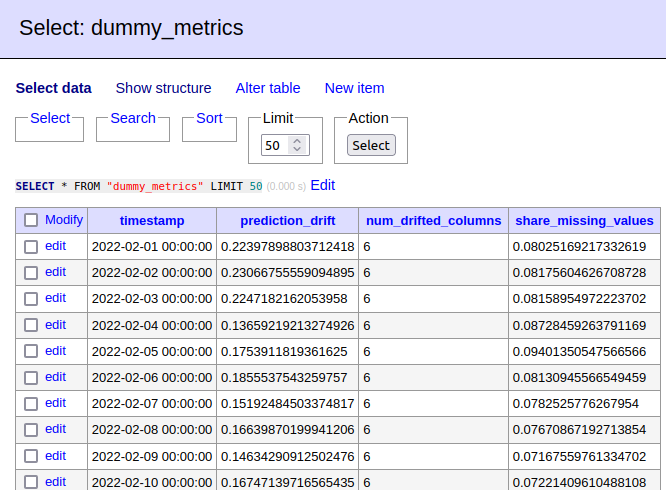 Select: dummy_metrics
Select data Show structure Alter table New item
Select Search Sort Limit Action
50 Select
SELECT * FROM "dummy_metrics" LIMIT 50 (0.000 s) Edit
Modify timestamp prediction_drift num_drifted_columns share_missing_values
edit 2022-02-01 00:00:00 0.22397898803712418 6 0.08025169217332619
edit 2022-02-02 00:00:00 0.23066755559094895 6 0.08175604626708728
edit 2022-02-03 00:00:00 0.2247182162053958 6 0.08158954972223702
edit 2022-02-04 00:00:00 0.13659219213274926 6 0.08728459263791169
edit 2022-02-05 00:00:00 0.1753911819361625 6 0.09401350547566566
edit 2022-02-06 00:00:00 0.1855537543259757 6 0.08130945566549459
edit 2022-02-07 00:00:00 0.15192484503374817 6 0.0782525776267954
edit 2022-02-08 00:00:00 0.16639870199941206 6 0.07670867192713854
edit 2022-02-09 00:00:00 0.14634290912502476 6 0.07167559761334702
edit 2022-02-10 00:00:00 0.16747139716565435 6 0.07221409610488108